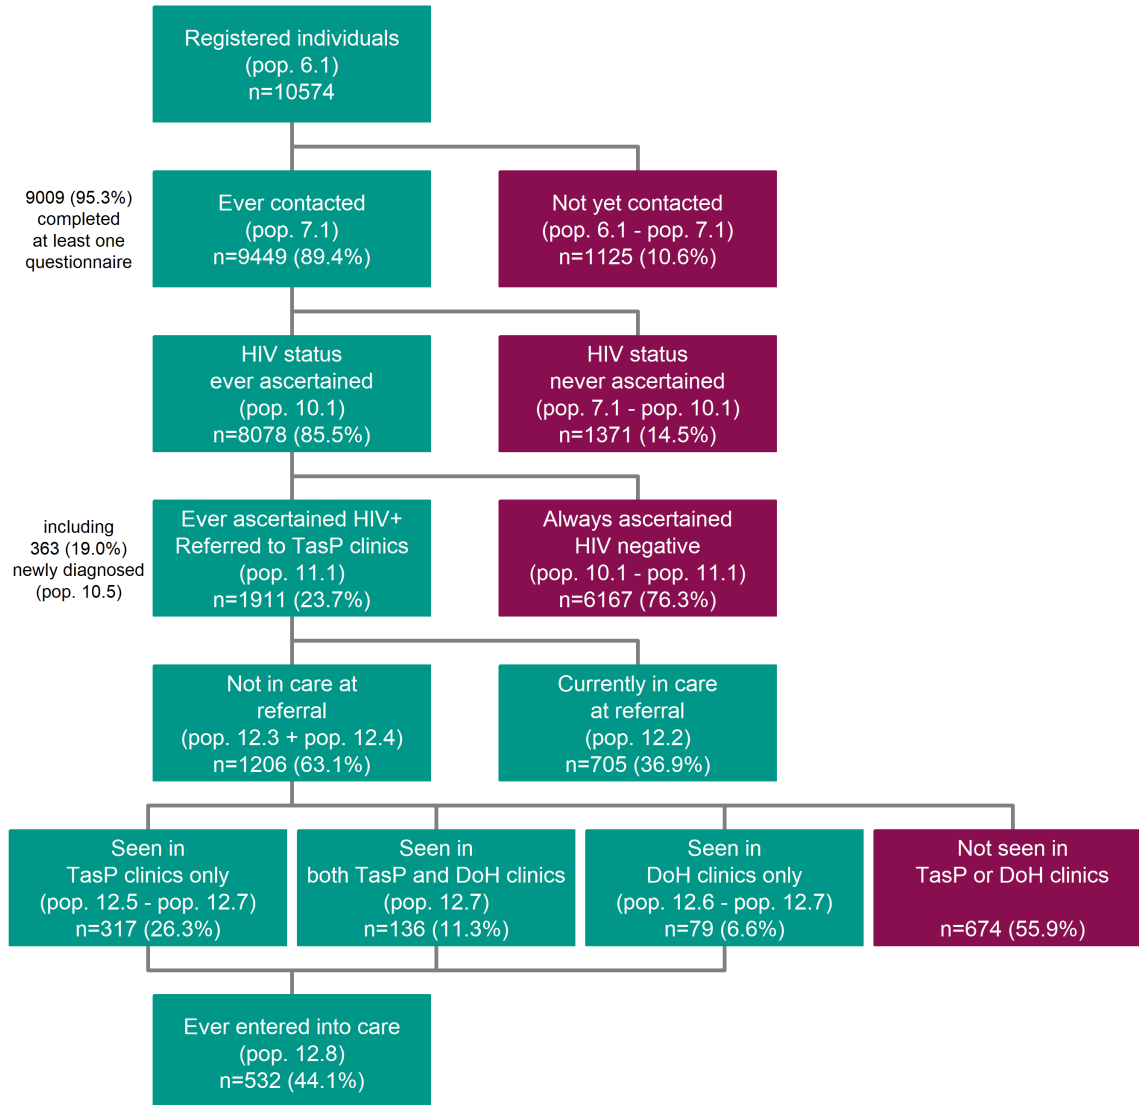 Registered individuals
(pop. 6.1)
n=10574
9009 (95.3%)
completed
at least one
questionnaire
Ever contacted
(pop. 7.1)
n=9449 (89.4%)
Not yet contacted
(pop. 6.1 - pop. 7.1)
n=1125 (10.6%)
HIV status
ever ascertained
(pop. 10.1)
n=8078 (85.5%)
HIV status
never ascertained
(pop. 7.1 - pop. 10.1)
n=1371 (14.5%)
including
363 (19.0%)
newly diagnosed
(pop. 10.5)
Ever ascertained HIV+
Referred to TasP clinics
(pop. 11.1)
n=1911 (23.7%)
Always ascertained
HIV negative
(pop. 10.1 - pop. 11.1)
n=6167 (76.3%)
Not in care at
referral
(pop. 12.3 + pop. 12.4)
n=1206 (63.1%)
Currently in care
at referral
(pop. 12.2)
n=705 (36.9%)
Seen in
TasP clinics only
(pop. 12.5 - pop. 12.7)
n=317 (26.3%)
Seen in
both TasP and DoH clinics
(pop. 12.7)
n=136 (11.3%)
Seen in
DoH clinics only
(pop. 12.6 - pop. 12.7)
n=79 (6.6%)
Not seen in
TasP or DoH clinics
n=674 (55.9%)
Ever entered into care
(pop. 12.8)
n=532 (44.1%)